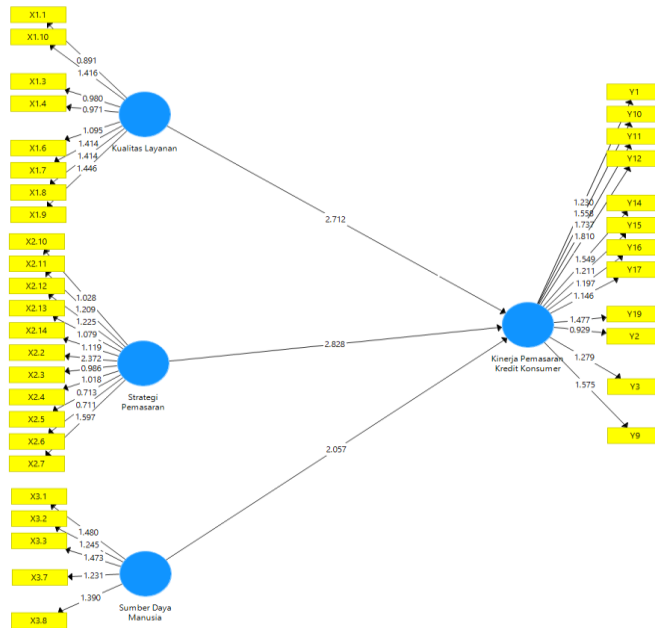 X1.1
X1.10
X1.3
X1.4
X1.6
X1.7
X1.8
X1.9
0.891
1.416
0.980
0.971
1.095
1.414
1.414
1.446
Kualitas Layanan
X2.10
X2.11
X2.12
X2.13
X2.14
X2.2
X2.3
X2.4
X2.5
X2.6
X2.7
1.028
1.209
1.225
1.079
1.119
2.372
0.986
1.018
0.713
0.711
1.597
Strategi
Pemasaran
X3.1
X3.2
X3.3
X3.7
X3.8
1.480
1.245
1.473
1.231
1.390
Sumber Daya
Manusia
2.712
2.828
2.057
Kinerja Pemasaran
Kredit Konsumer
1.230
1.558
1.737
1.810
1.549
1.211
1.197
1.146
1.477
0.929
1.279
1.575
Y1
Y10
Y11
Y12
Y14
Y15
Y16
Y17
Y19
Y2
Y3
Y9